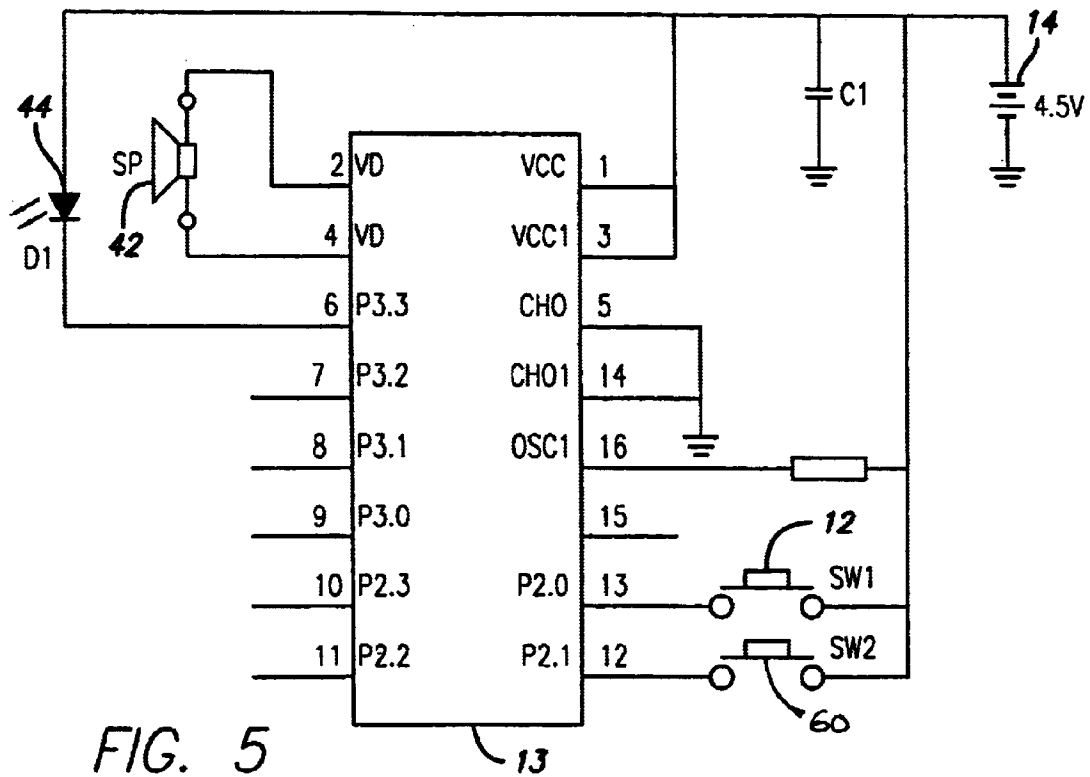 14
C1
4.5V
44
SP
42
D1
2 VD VCC 1
4 VD VCC1 3
6 P3.3 CHO 5
7 P3.2 CHO1 14
8 P3.1 OSC1 16
9 P3.0 15
12
10 P2.3 P2.0 13 SW1
11 P2.2 P2.1 12 SW2
60
FIG. 5
13